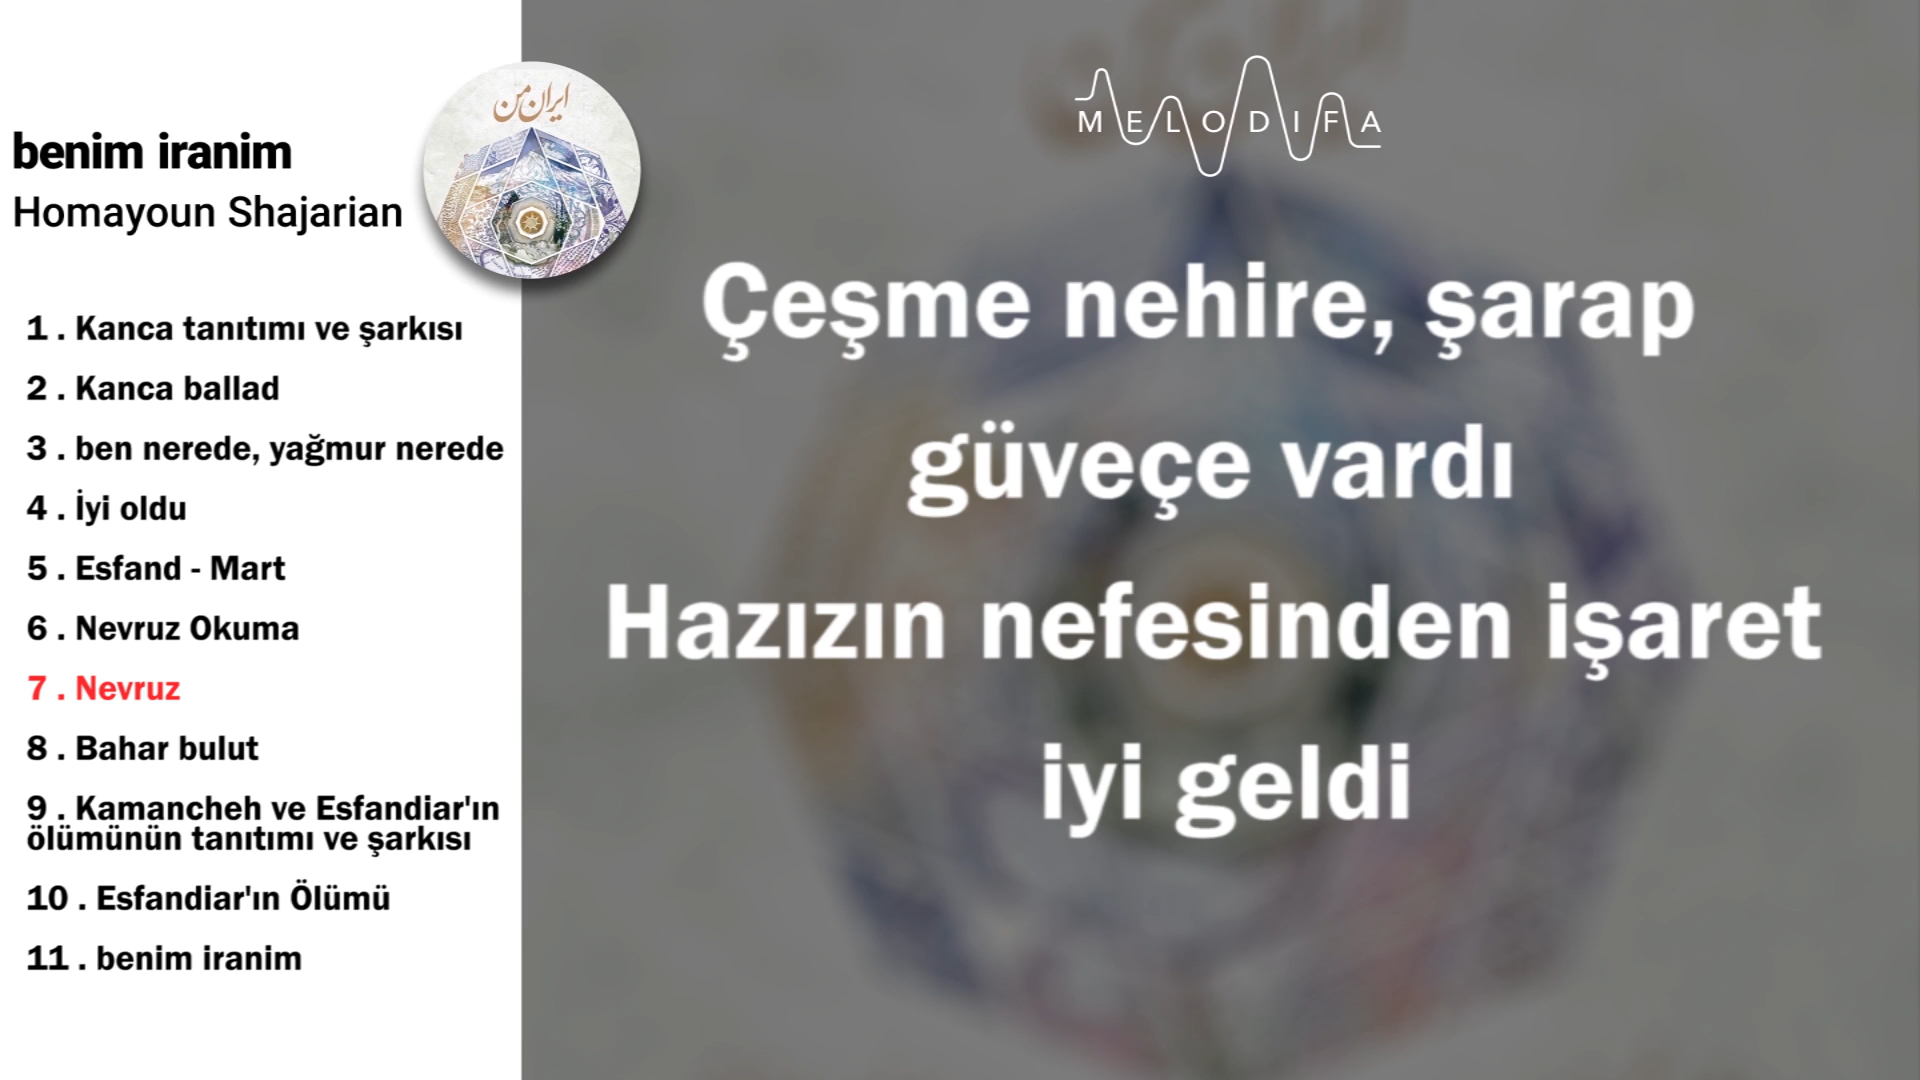 benim iranim
Homayoun Shajarian
ایران من
1 . Kanca tanıtımı ve şarkısı
2 . Kanca ballad
3 . ben nerede, yağmur nerede
4 . İyi oldu
5 . Esfand - Mart
6 . Nevruz Okuma
7 . Nevruz
8 . Bahar bulut
9 . Kamancheh ve Esfandiar'ın
ölümünün tanıtımı ve şarkısı
10 . Esfandiar'ın Ölümü
11 . benim iranim
MELODIFA
Çeşme nehire, şarap
güveçe vardı
Hazızın nefesinden işaret
iyi geldi